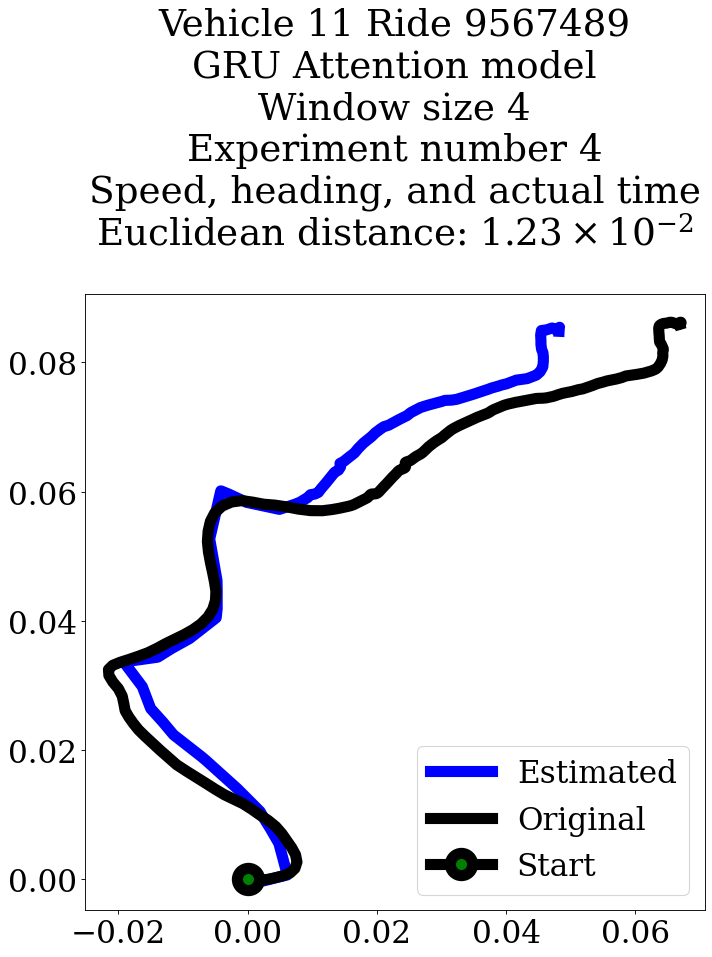 Vehicle 11 Ride 9567489
GRU Attention model
Window size 4
Experiment number 4
Speed, heading, and actual time
Euclidean distance: 1.23 × 10⁻²
0.08
0.06
0.04
0.02
0.00
Estimated
Original
Start
−0.02 0.00 0.02 0.04 0.06